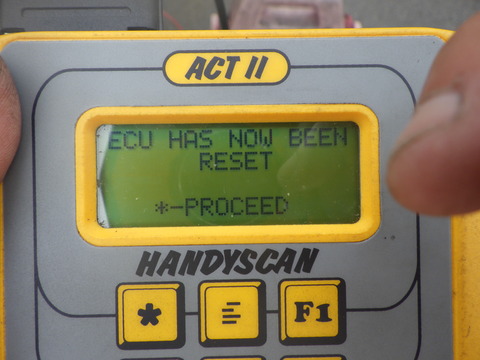 ACT II
ECU HAS NOW BEEN
RESET
*-PROCEED
HANDYSCAN
*
F1